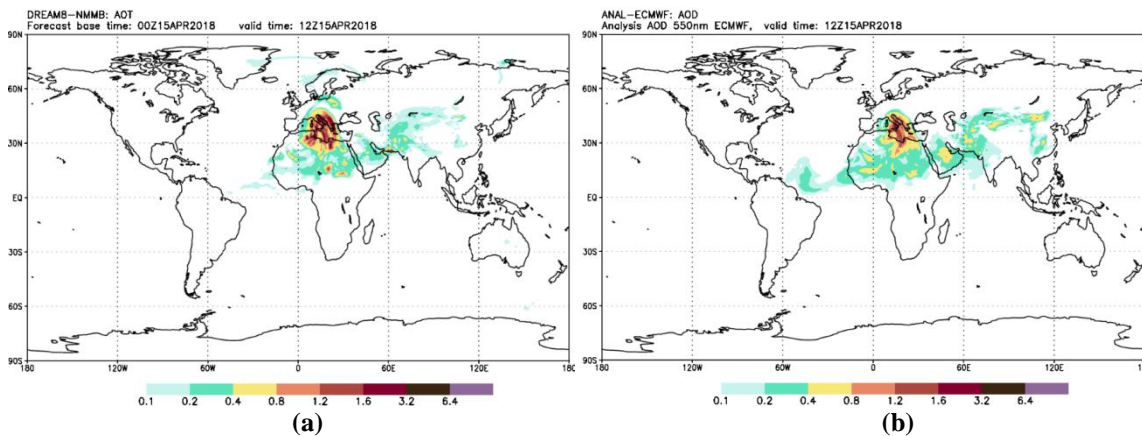 DREAM8-NMMB: AOT
Forecast base time: 00Z15APR2018 valid time: 12Z15APR2018
90N
60N
30N
EQ
30S
60S
90S
180
120W
60W
0
60E
120E
180
0.1 0.2 0.4 0.8 1.2 1.6 3.2 6.4
(a)
ANAL-ECMWF: AOD
Analysis AOD 550nm ECMWF, valid time: 12Z15APR2018
90N
60N
30N
EQ
30S
60S
90S
120W
60W
0
60E
120E
18
0.1 0.2 0.4 0.8 1.2 1.6 3.2 6.4
(b)